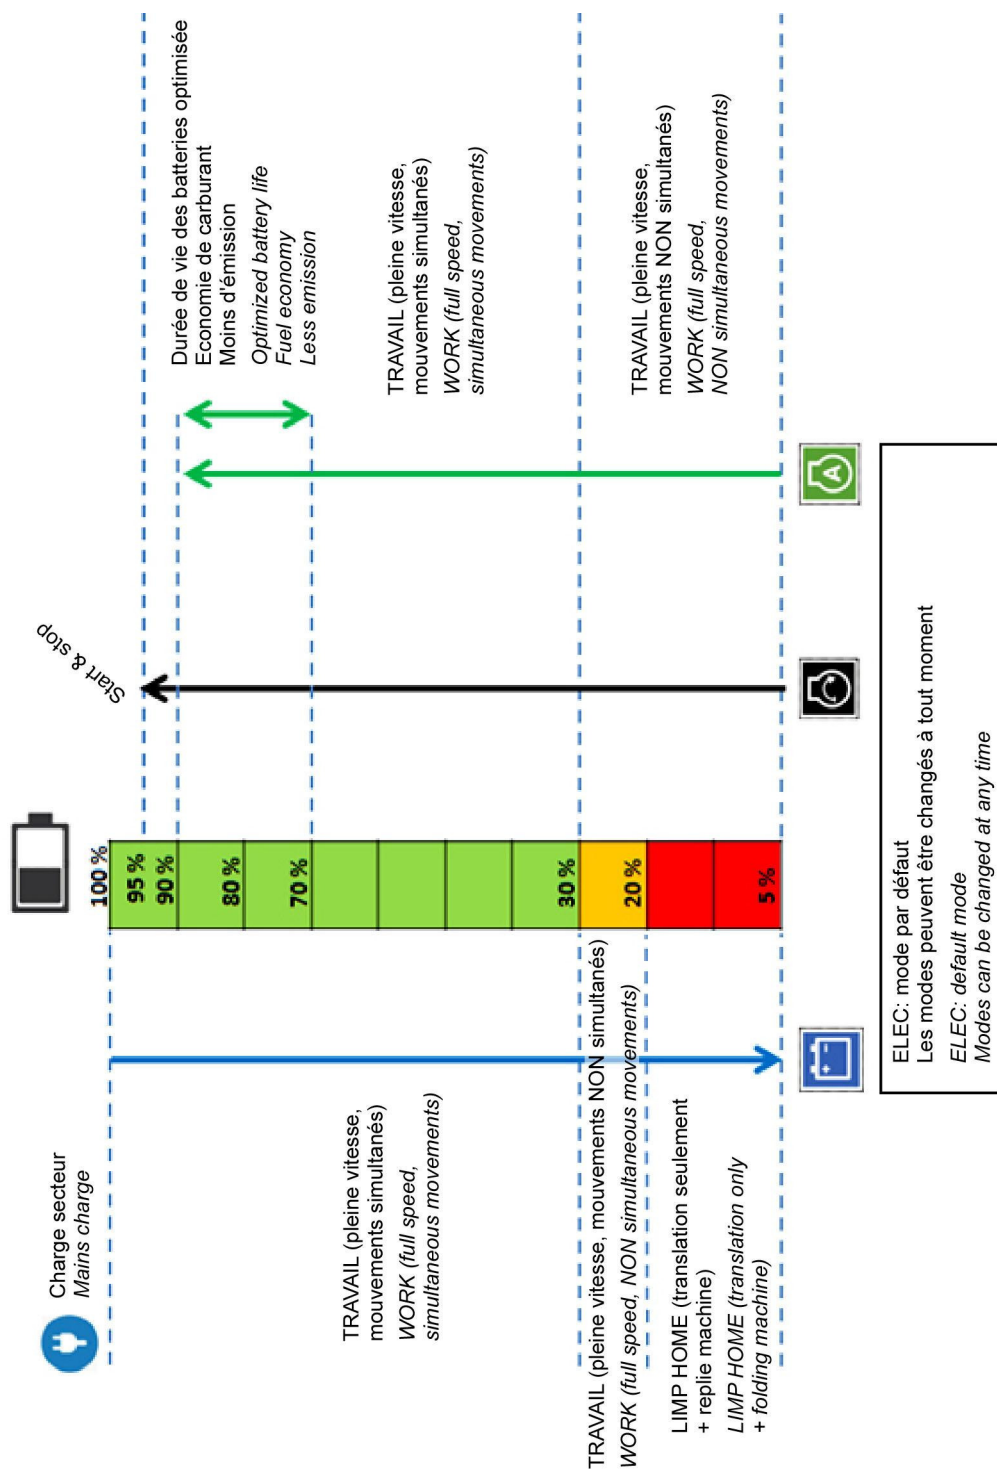 Charge secteur
Mains charge
TRAVAIL (pleine vitesse,
mouvements simultanés)
WORK (full speed,
simultaneous movements)
TRAVAIL (pleine vitesse, mouvements NON simultanés)
WORK (full speed, NON simultaneous movements)
LIMP HOME (translation seulement
+ replie machine)
LIMP HOME (translation only
+ folding machine)
100 %
95 %
90 %
80 %
70 %
30 %
20 %
5 %
+ -
Start & stop
A
Durée de vie des batteries optimisée
Economie de carburant
Moins d'émission
Optimized battery life
Fuel economy
Less emission
TRAVAIL (pleine vitesse,
mouvements simultanés)
WORK (full speed,
simultaneous movements)
TRAVAIL (pleine vitesse,
mouvements NON simultanés)
WORK (full speed,
NON simultaneous movements)
ELEC: mode par défaut
Les modes peuvent être changés à tout moment
ELEC: default mode
Modes can be changed at any time